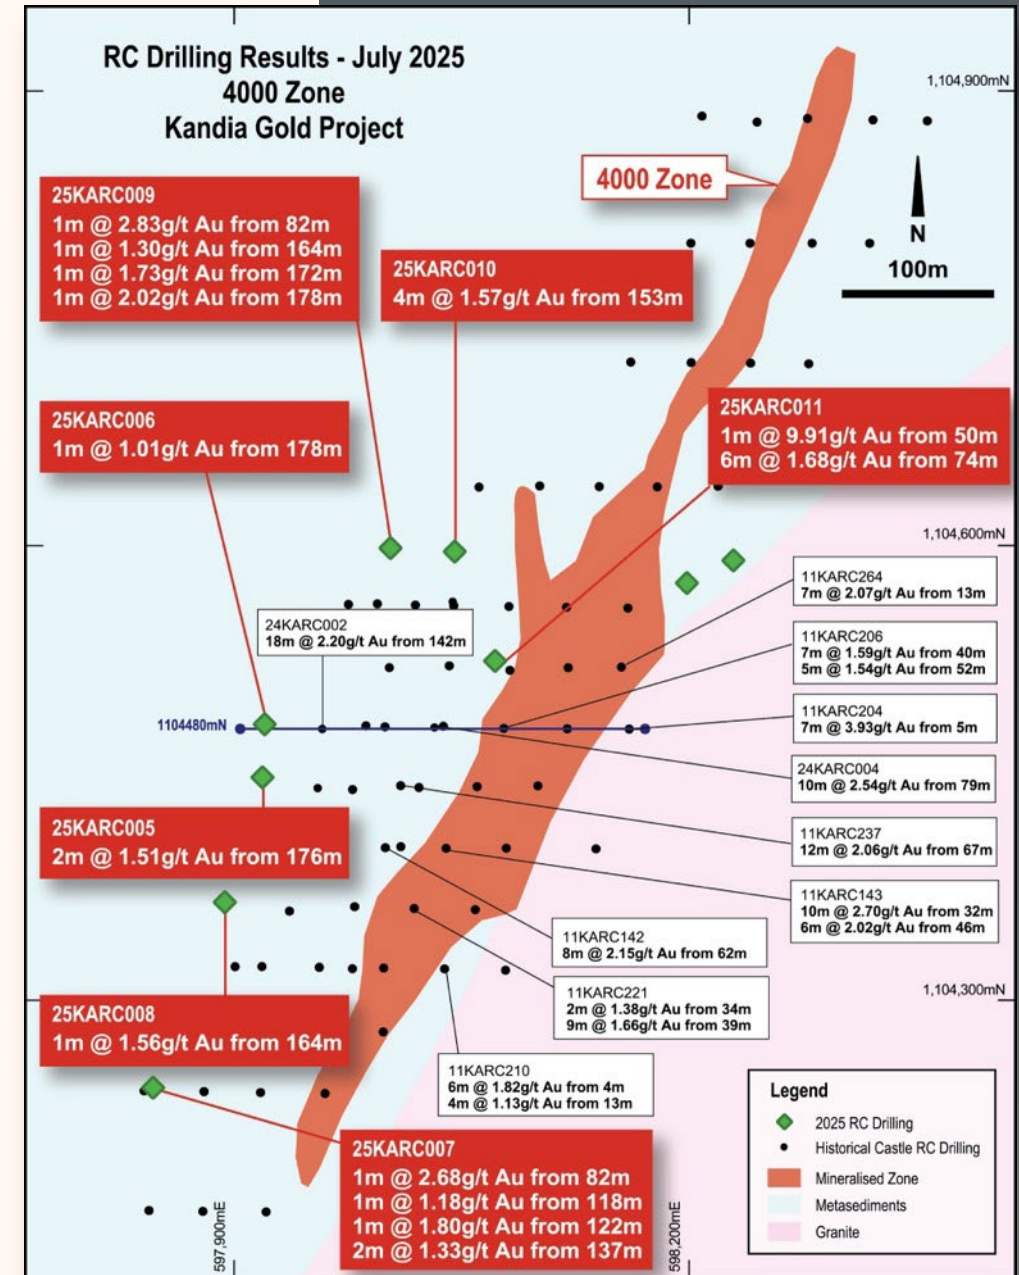 RC Drilling Results - July 2025
4000 Zone
Kandia Gold Project
1,104,900mN
4000 Zone
N
100m
25KARC009
1m @ 2.83g/t Au from 82m
1m @ 1.30g/t Au from 164m
1m @ 1.73g/t Au from 172m
1m @ 2.02g/t Au from 178m
25KARC010
4m @ 1.57g/t Au from 153m
25KARC006
1m @ 1.01g/t Au from 178m
25KARC011
1m @ 9.91g/t Au from 50m
6m @ 1.68g/t Au from 74m
1,104,600mN
11KARC264
7m @ 2.07g/t Au from 13m
24KARC002
18m @ 2.20g/t Au from 142m
11KARC206
7m @ 1.59g/t Au from 40m
5m @ 1.54g/t Au from 52m
1104480mN
11KARC204
7m @ 3.93g/t Au from 5m
24KARC004
10m @ 2.54g/t Au from 79m
25KARC005
2m @ 1.51g/t Au from 176m
11KARC237
12m @ 2.06g/t Au from 67m
11KARC143
10m @ 2.70g/t Au from 32m
6m @ 2.02g/t Au from 46m
11KARC142
8m @ 2.15g/t Au from 62m
11KARC221
2m @ 1.38g/t Au from 34m
9m @ 1.66g/t Au from 39m
1,104,300mN
25KARC008
1m @ 1.56g/t Au from 164m
11KARC210
6m @ 1.82g/t Au from 4m
4m @ 1.13g/t Au from 13m
25KARC007
1m @ 2.68g/t Au from 82m
1m @ 1.18g/t Au from 118m
1m @ 1.80g/t Au from 122m
2m @ 1.33g/t Au from 137m
597,900mE
598,200mE
Legend
2025 RC Drilling
Historical Castle RC Drilling
Mineralised Zone
Metasediments
Granite